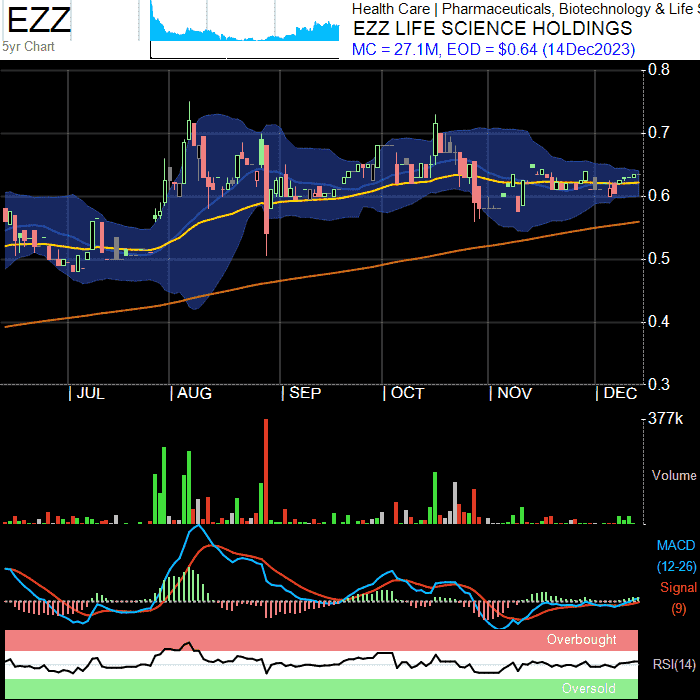 EZZ
5yr Chart
Health Care | Pharmaceuticals, Biotechnology & Life
EZZ LIFE SCIENCE HOLDINGS
MC = 27.1M, EOD = $0.64 (14Dec2023)
0.8
0.7
0.6
0.5
0.4
0.3
JUL
AUG
SEP
OCT
NOV
DEC
377k
Volume
MACD
(12-26)
Signal
(9)
Overbought
RSI(14)
Oversold